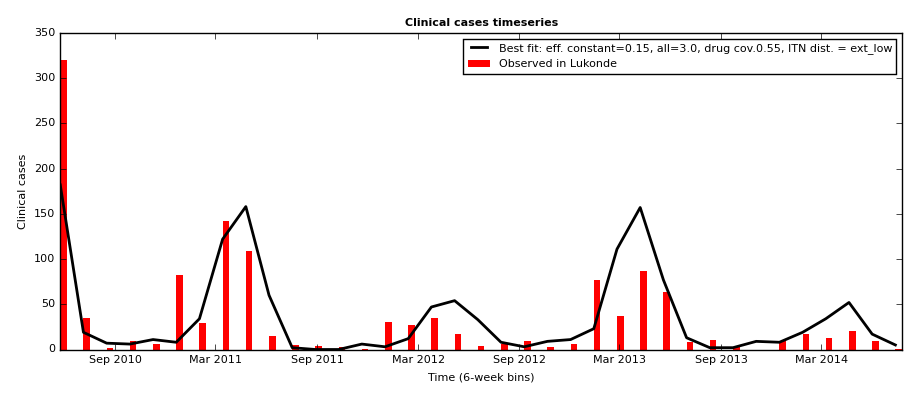 Clinical cases timeseries
350
300
250
200
150
100
50
0
Clinical cases
Best fit: eff. constant=0.15, all=3.0, drug cov.0.55, ITN dist. = ext_low
Observed in Lukonde
Sep 2010
Mar 2011
Sep 2011
Mar 2012
Sep 2012
Mar 2013
Sep 2013
Mar 2014
Time (6-week bins)